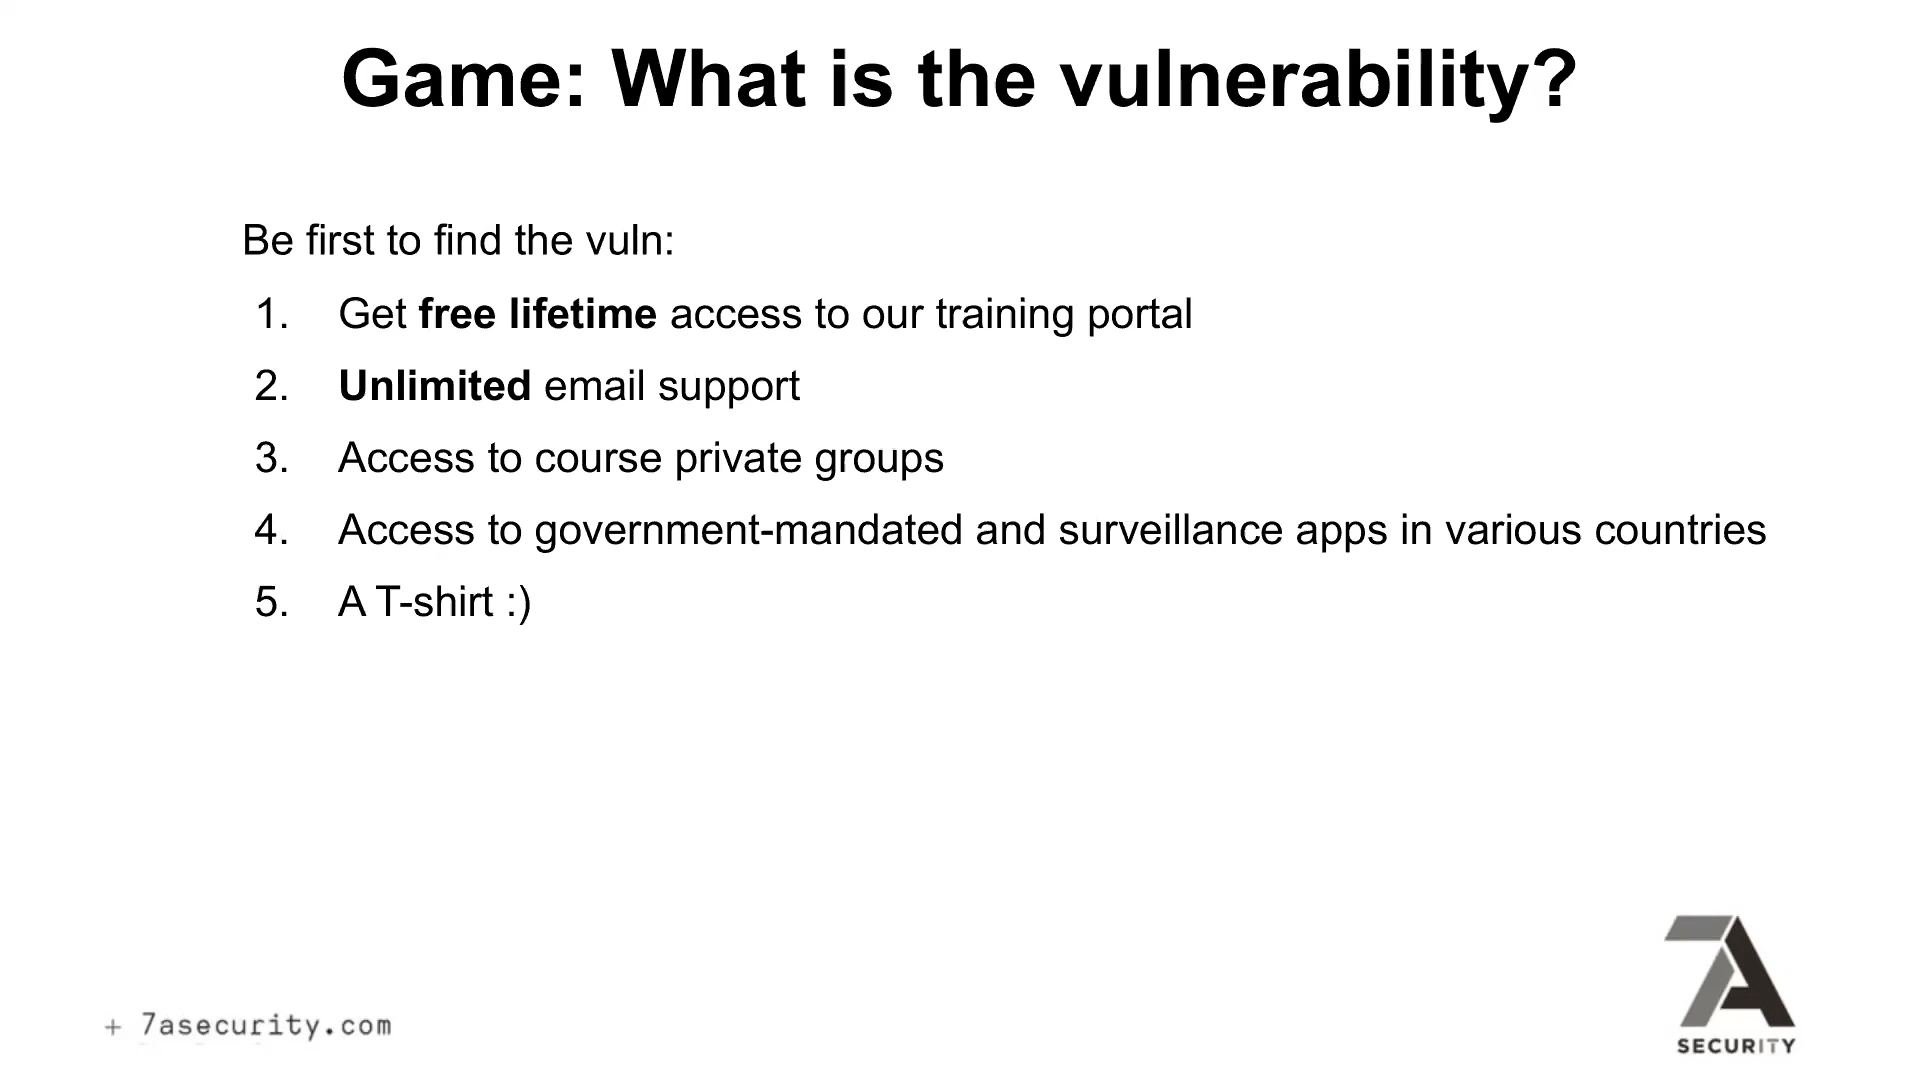 Game: What is the vulnerability?
Be first to find the vuln:
1. Get free lifetime access to our training portal
2. Unlimited email support
3. Access to course private groups
4. Access to government-mandated and surveillance apps in various countries
5. A T-shirt :)
+ 7asecurity.com
7A
SECURITY